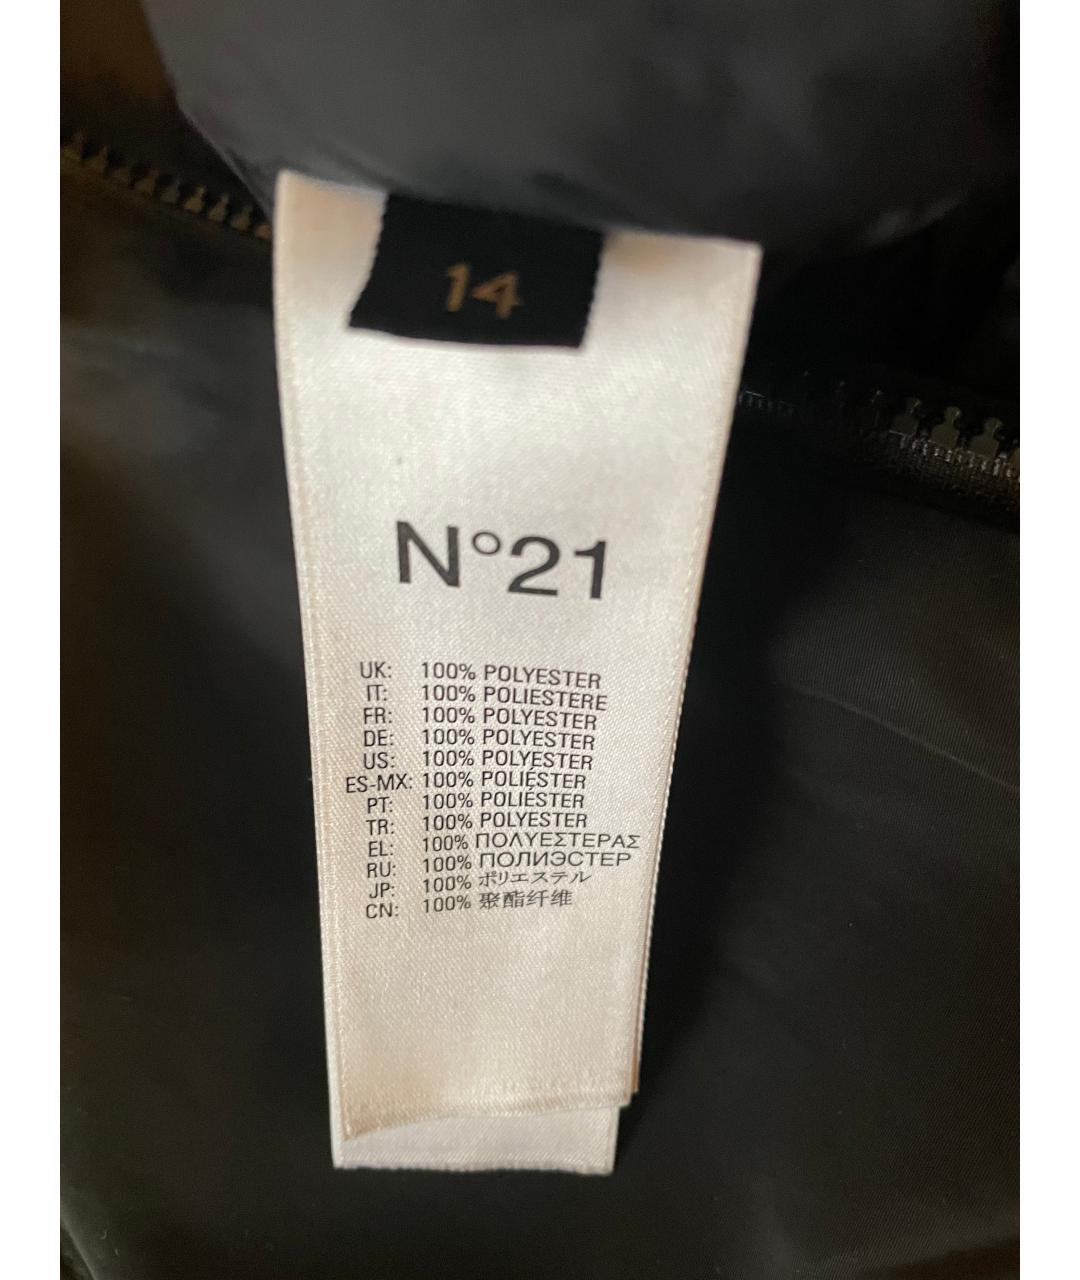 14
N°21
UK: 100% POLYESTER
IT: 100% POLIESTERE
FR: 100% POLYESTER
DE: 100% POLYESTER
US: 100% POLYESTER
ES-MX: 100% POLIÉSTER
PT: 100% POLIÉSTER
TR: 100% POLYESTER
EL: 100% ΠΟΛΥΕΣΤΕΡΑΣ
RU: 100% ПОЛИЭСТЕР
JP: 100% ポリエステル
CN: 100% 聚酯纤维